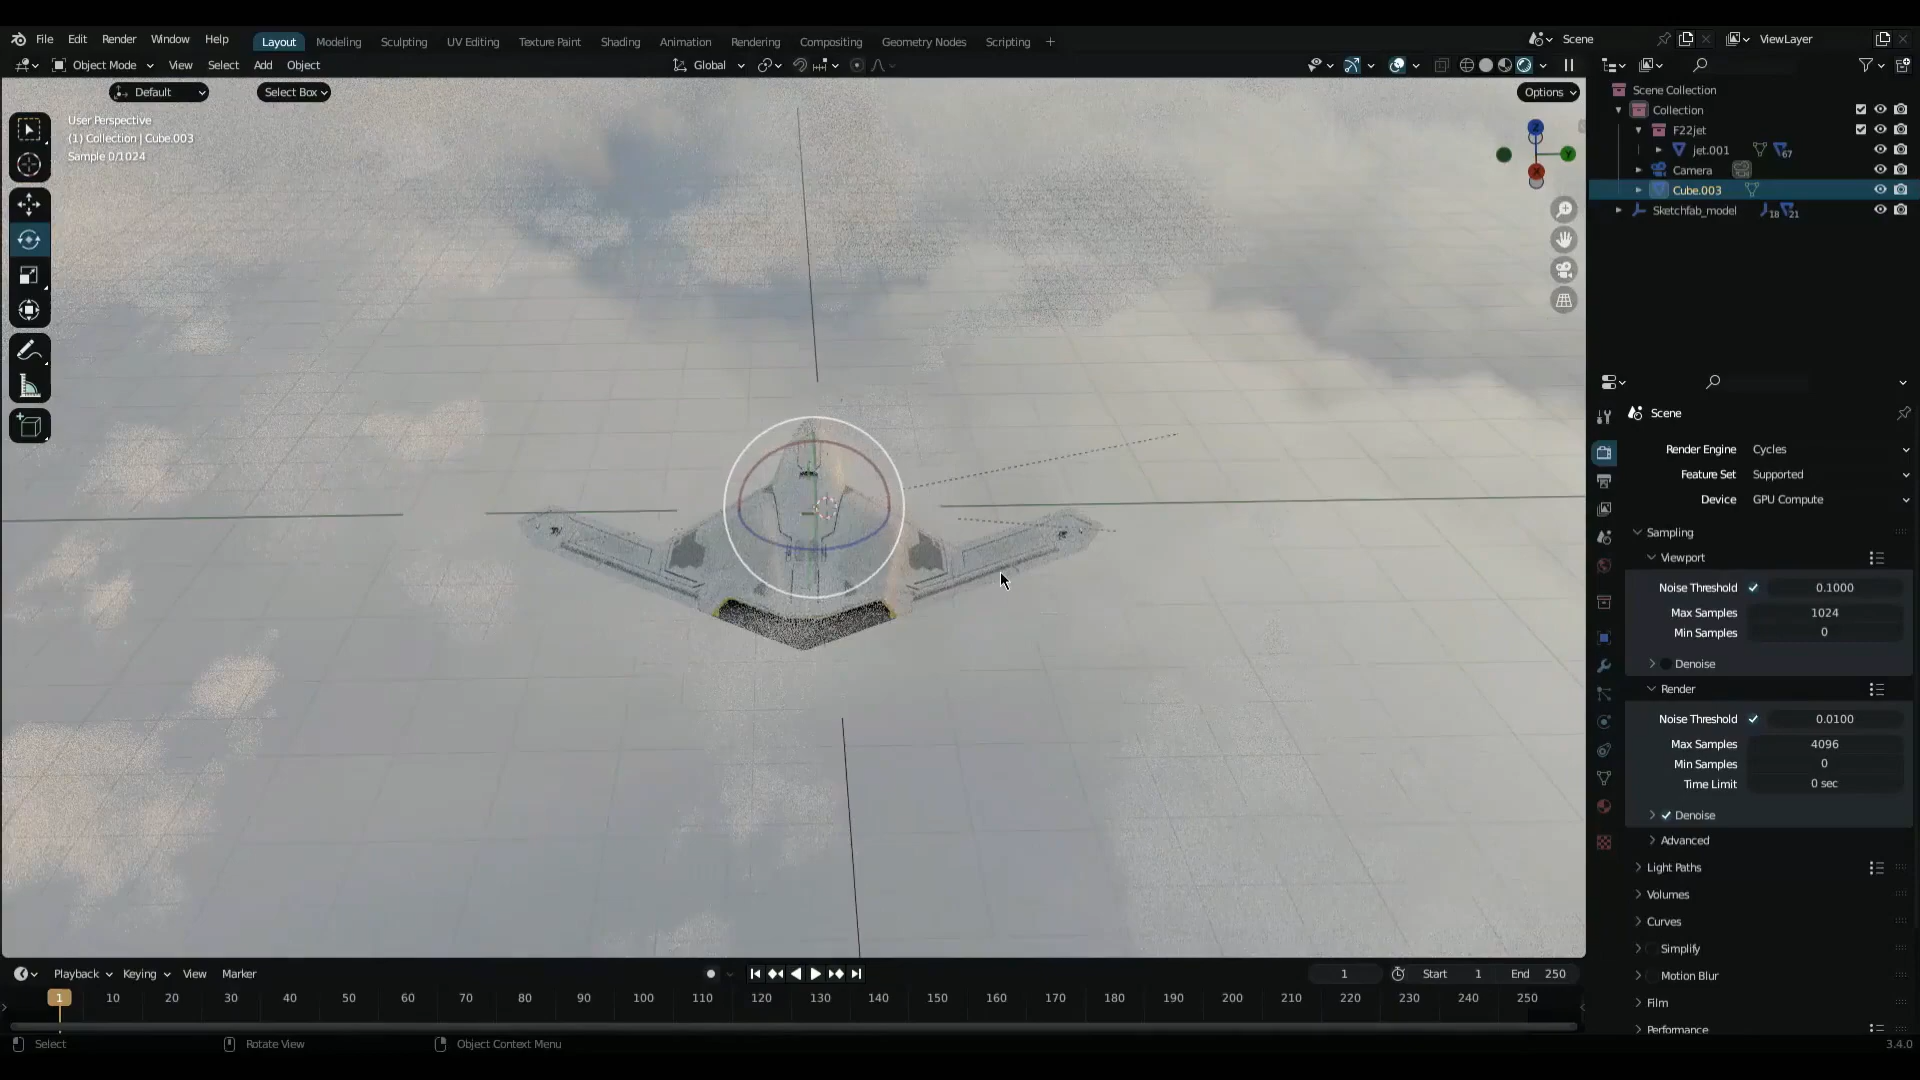 File Edit Render Window Help Layout Modeling Sculpting UV Editing Texture Paint Shading Animation Rendering Compositing Geometry Nodes Scripting + Scene ViewLayer
Object Mode View Select Add Object Global
Default Select Box Options
User Perspective
(1) Collection | Cube.003
Sample 0/1024
Z
Y
X
Scene Collection
Collection
F22jet
jet.001 67
Camera
Cube.003
Sketchfab_model 18 21
Scene
Render Engine Cycles
Feature Set Supported
Device GPU Compute
Sampling
Viewport
Noise Threshold 0.1000
Max Samples 1024
Min Samples 0
Denoise
Render
Noise Threshold 0.0100
Max Samples 4096
Min Samples 0
Time Limit 0 sec
Denoise
Advanced
Light Paths
Volumes
Curves
Simplify
Motion Blur
Film
Performance
Playback Keying View Marker 1 Start 1 End 250
1 10 20 30 40 50 60 70 80 90 100 110 120 130 140 150 160 170 180 190 200 210 220 230 240 250
Select Rotate View Object Context Menu 3.4.0